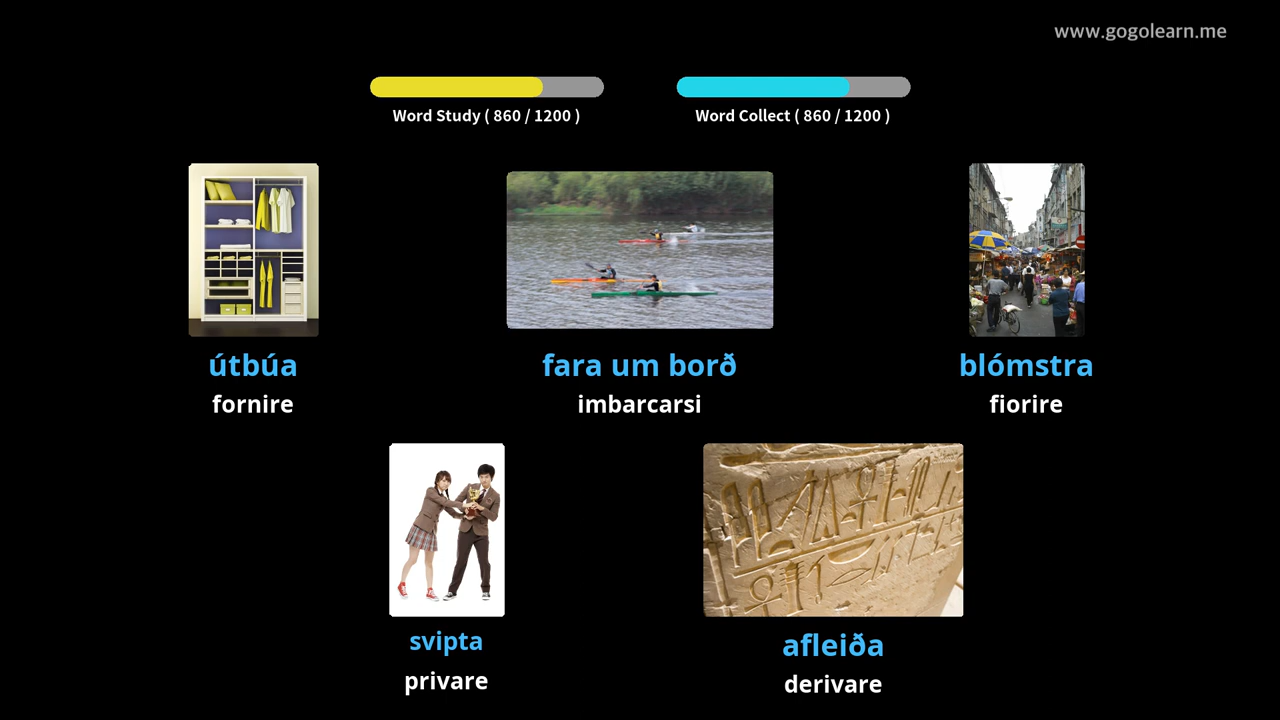 www.gogolearn.me
Word Study ( 860 / 1200 )
Word Collect ( 860 / 1200 )
útbúa
fornire
fara um borð
imbarcarsi
blómstra
fiorire
svipta
privare
afleiða
derivare